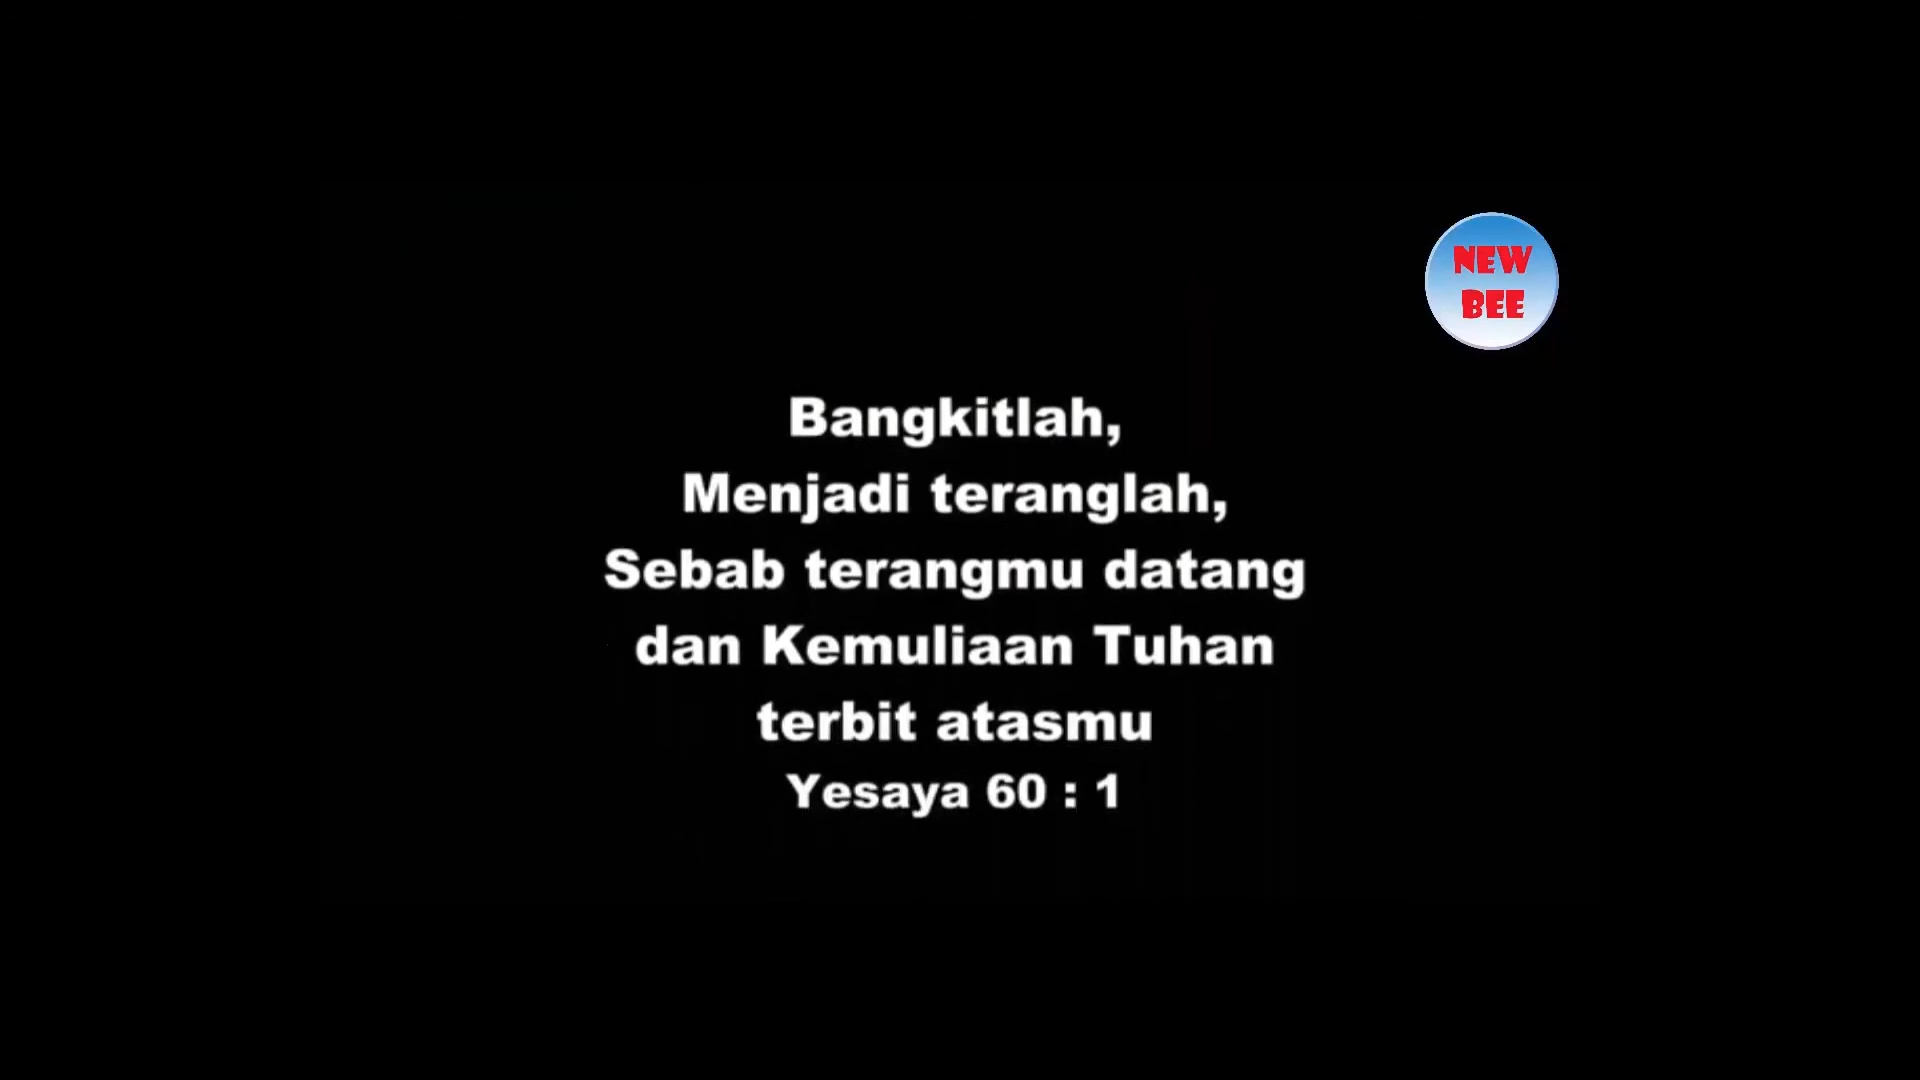 NEW
BEE
Bangkitlah,
Menjadi teranglah,
Sebab terangmu datang
dan Kemuliaan Tuhan
terbit atasmu
Yesaya 60 : 1